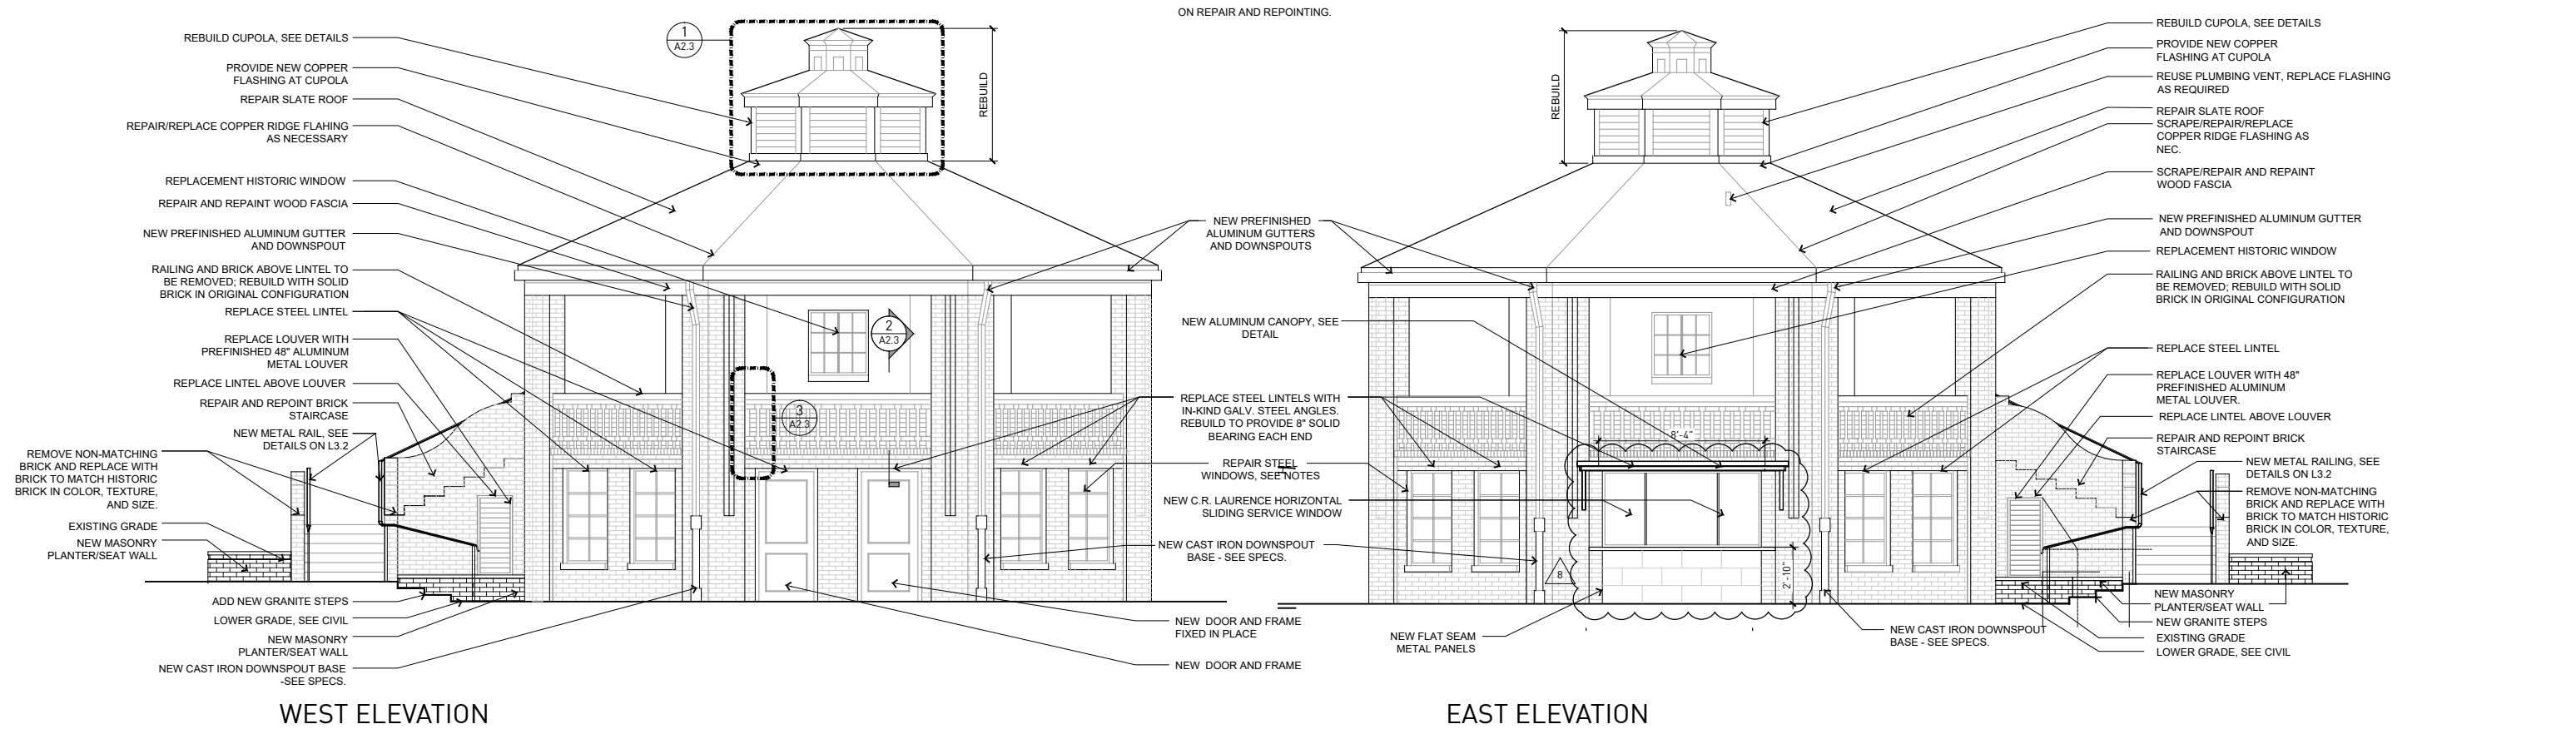 ON REPAIR AND REPOINTING.
REBUILD CUPOLA, SEE DETAILS
PROVIDE NEW COPPER
FLASHING AT CUPOLA
REPAIR SLATE ROOF
REPAIR/REPLACE COPPER RIDGE FLAHING
AS NECESSARY
REPLACEMENT HISTORIC WINDOW
REPAIR AND REPAINT WOOD FASCIA
NEW PREFINISHED ALUMINUM GUTTER
AND DOWNSPOUT
RAILING AND BRICK ABOVE LINTEL TO
BE REMOVED; REBUILD WITH SOLID
BRICK IN ORIGINAL CONFIGURATION
REPLACE STEEL LINTEL
REPLACE LOUVER WITH
PREFINISHED 48" ALUMINUM
METAL LOUVER
REPLACE LINTEL ABOVE LOUVER
REPAIR AND REPOINT BRICK
STAIRCASE
NEW METAL RAIL, SEE
DETAILS ON L3.2
REMOVE NON-MATCHING
BRICK AND REPLACE WITH
BRICK TO MATCH HISTORIC
BRICK IN COLOR, TEXTURE,
AND SIZE.
EXISTING GRADE
NEW MASONRY
PLANTER/SEAT WALL
ADD NEW GRANITE STEPS
LOWER GRADE, SEE CIVIL
NEW MASONRY
PLANTER/SEAT WALL
NEW CAST IRON DOWNSPOUT BASE
-SEE SPECS.
1
A2.3
REBUILD
2
A2.3
3
A2.3
WEST ELEVATION
NEW PREFINISHED
ALUMINUM GUTTERS
AND DOWNSPOUTS
NEW ALUMINUM CANOPY, SEE
DETAIL
REPLACE STEEL LINTELS WITH
IN-KIND GALV. STEEL ANGLES.
REBUILD TO PROVIDE 8" SOLID
BEARING EACH END
REPAIR STEEL
WINDOWS, SEE NOTES
NEW C.R. LAURENCE HORIZONTAL
SLIDING SERVICE WINDOW
NEW CAST IRON DOWNSPOUT
BASE - SEE SPECS.
NEW DOOR AND FRAME
FIXED IN PLACE
NEW DOOR AND FRAME
NEW FLAT SEAM
METAL PANELS
REBUILD
8'-4"
2'-10"
8
NEW CAST IRON DOWNSPOUT
BASE - SEE SPECS.
EAST ELEVATION
REBUILD CUPOLA, SEE DETAILS
PROVIDE NEW COPPER
FLASHING AT CUPOLA
REUSE PLUMBING VENT, REPLACE FLASHING
AS REQUIRED
REPAIR SLATE ROOF
SCRAPE/REPAIR/REPLACE
COPPER RIDGE FLASHING AS
NEC.
SCRAPE/REPAIR AND REPAINT
WOOD FASCIA
NEW PREFINISHED ALUMINUM GUTTER
AND DOWNSPOUT
REPLACEMENT HISTORIC WINDOW
RAILING AND BRICK ABOVE LINTEL TO
BE REMOVED; REBUILD WITH SOLID
BRICK IN ORIGINAL CONFIGURATION
REPLACE STEEL LINTEL
REPLACE LOUVER WITH 48"
PREFINISHED ALUMINUM
METAL LOUVER.
REPLACE LINTEL ABOVE LOUVER
REPAIR AND REPOINT BRICK
STAIRCASE
NEW METAL RAILING, SEE
DETAILS ON L3.2
REMOVE NON-MATCHING
BRICK AND REPLACE WITH
BRICK TO MATCH HISTORIC
BRICK IN COLOR, TEXTURE,
AND SIZE.
NEW MASONRY
PLANTER/SEAT WALL
NEW GRANITE STEPS
EXISTING GRADE
LOWER GRADE, SEE CIVIL